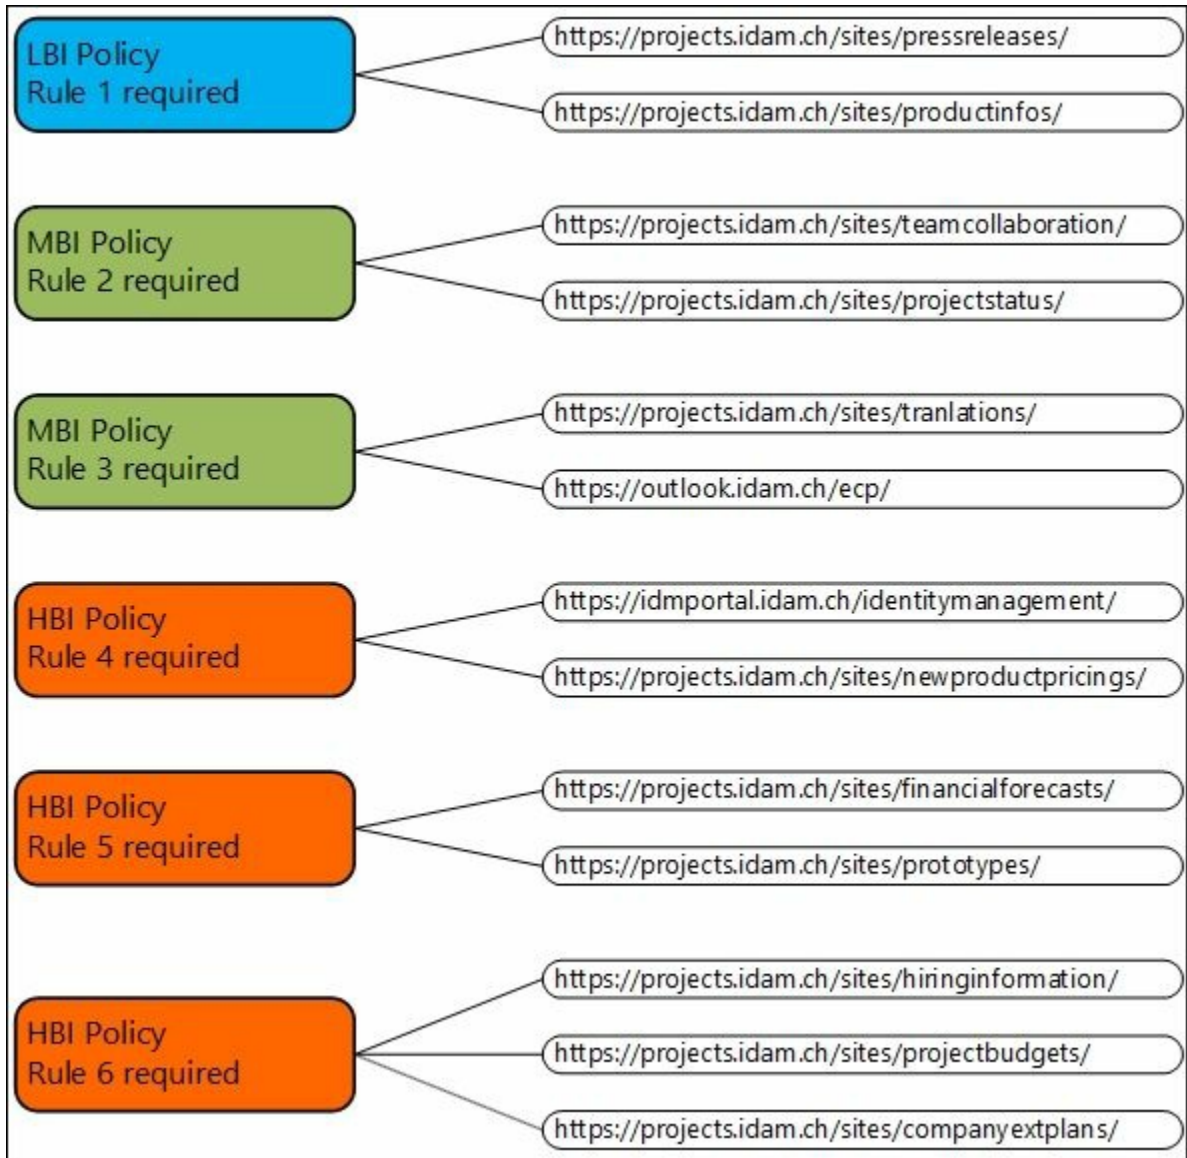 LBI Policy
Rule 1 required
https://projects.idam.ch/sites/pressreleases/
https://projects.idam.ch/sites/productinfos/
MBI Policy
Rule 2 required
https://projects.idam.ch/sites/teamcollaboration/
https://projects.idam.ch/sites/projectstatus/
MBI Policy
Rule 3 required
https://projects.idam.ch/sites/tranlations/
https://outlook.idam.ch/ecp/
HBI Policy
Rule 4 required
https://idmportal.idam.ch/identitymanagement/
https://projects.idam.ch/sites/newproductpricings/
HBI Policy
Rule 5 required
https://projects.idam.ch/sites/financialforecasts/
https://projects.idam.ch/sites/prototypes/
HBI Policy
Rule 6 required
https://projects.idam.ch/sites/hiringinformation/
https://projects.idam.ch/sites/projectbudgets/
https://projects.idam.ch/sites/companyextplans/